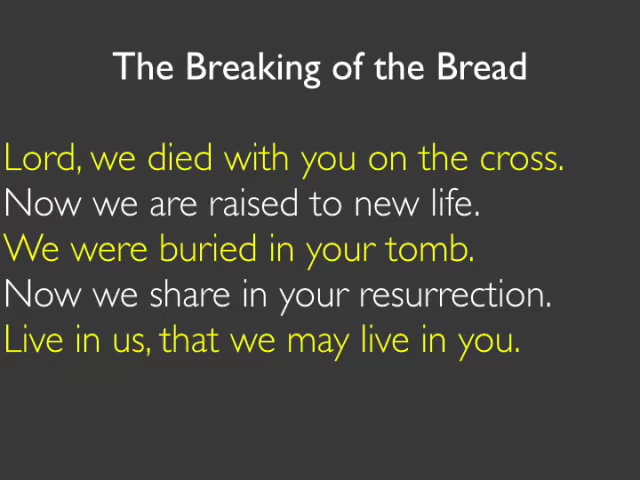 The Breaking of the Bread
Lord, we died with you on the cross.
Now we are raised to new life.
We were buried in your tomb.
Now we share in your resurrection.
Live in us, that we may live in you.